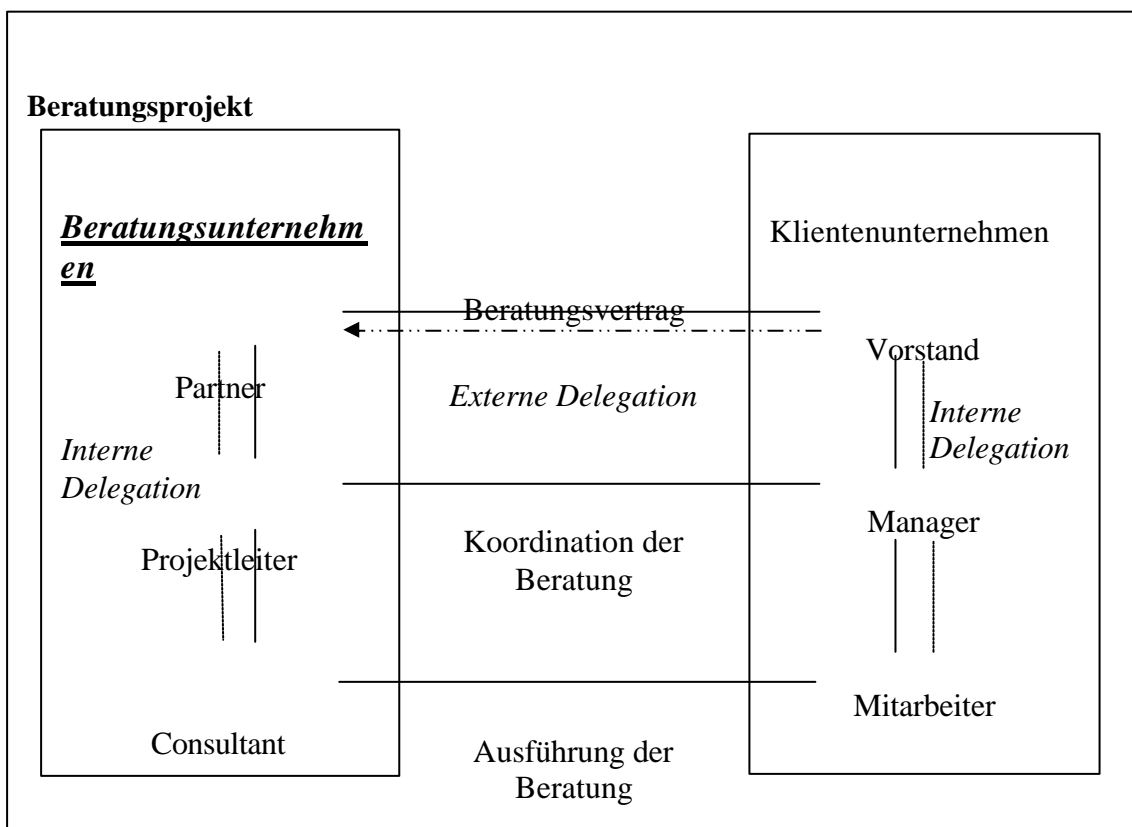 Beratungsprojekt
Beratungsunternehm
en
Klientenunternehmen
Beratungsvertrag
Vorstand
Partner
Externe Delegation
Interne
Delegation
Interne
Delegation
Manager
Projektleiter
Koordination der
Beratung
Mitarbeiter
Consultant
Ausführung der
Beratung